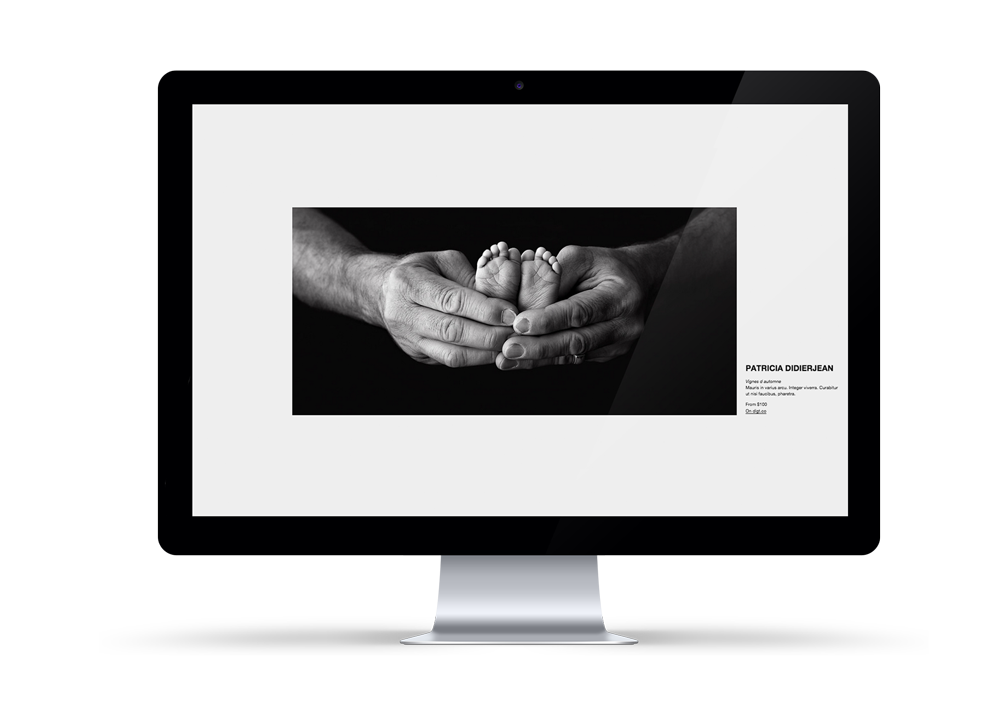 PATRICIA DIDIERJEAN
Vignes d automne
Mauris in varius arcu. Integer viverra. Curabitur
ut nisi faucibus, pharetra.
From $100
On digt.co